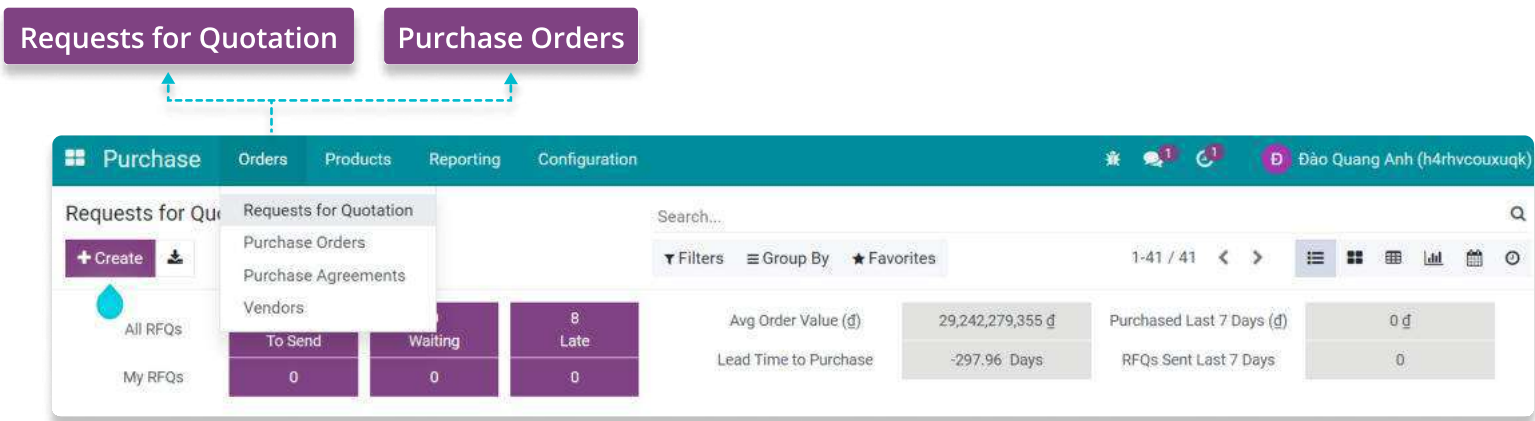 Requests for Quotation
Purchase Orders
Purchase
Orders
Products
Reporting
Configuration
1
1
Đ
Đào Quang Anh (h4rhvcouxuqk)
Requests for
Requests for Quotation
Purchase Orders
Purchase Agreements
Vendors
Search...
Create
Filters
Group By
Favorites
1-41 / 41
All RFQs
To Send
Waiting
8
Late
My RFQs
0
0
0
Avg Order Value (₫)
29,242,279,355 ₫
Purchased Last 7 Days (₫)
0 ₫
Lead Time to Purchase
-297.96 Days
RFQs Sent Last 7 Days
0